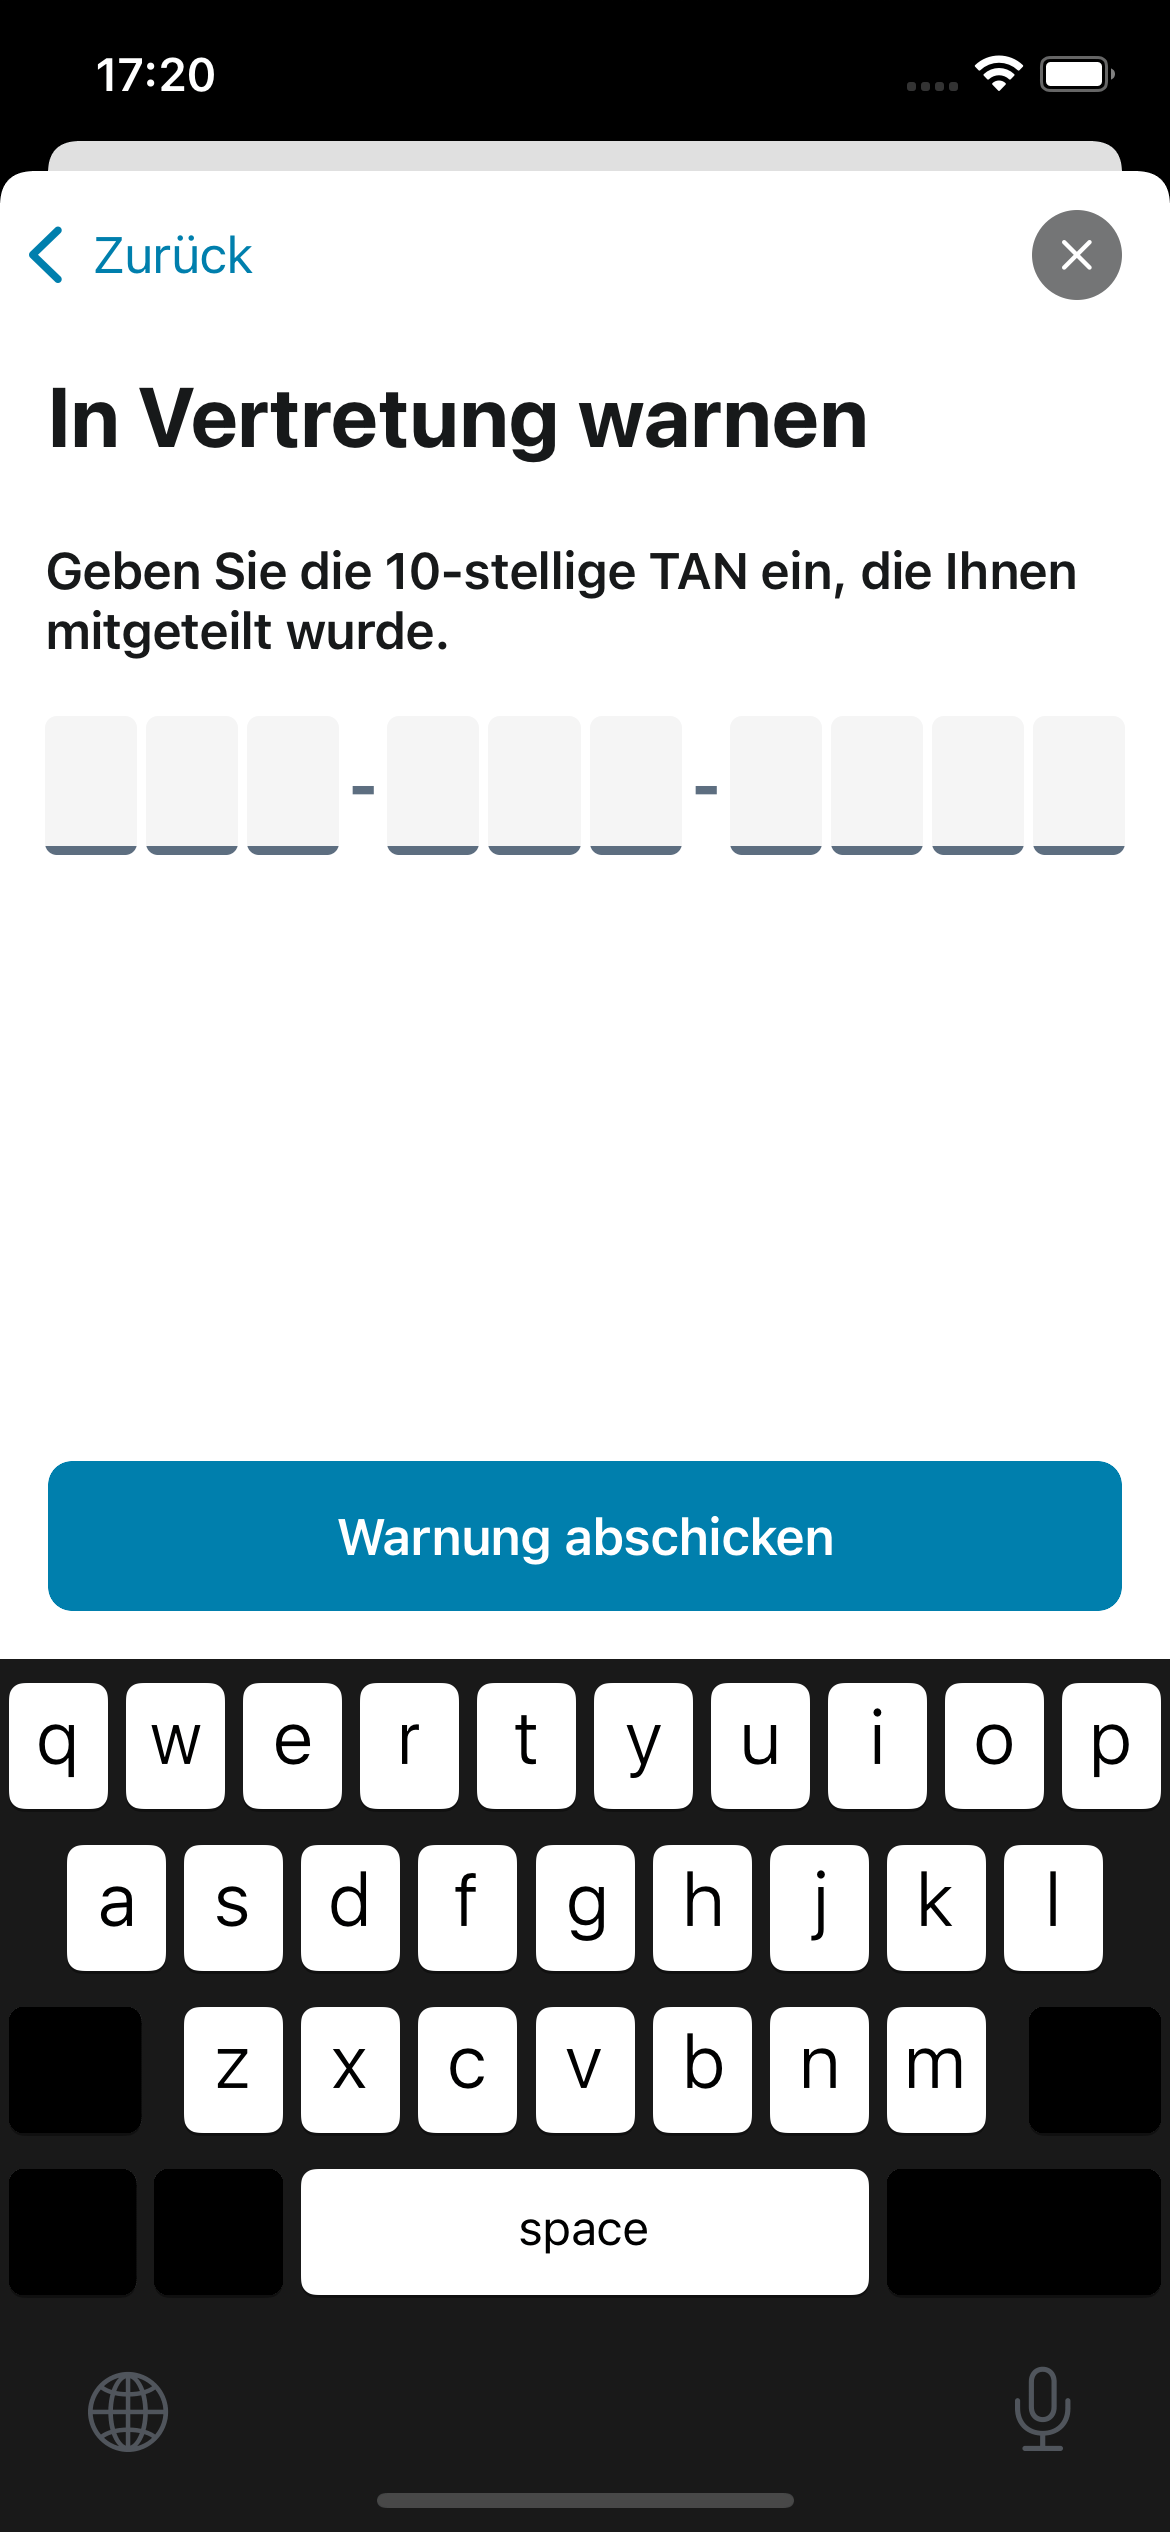 17:20
Zurück
In Vertretung warnen
Geben Sie die 10-stellige TAN ein, die Ihnen
mitgeteilt wurde.
- -
Warnung abschicken
q w e r t y u i o p
a s d f g h j k l
z x c v b n m
space